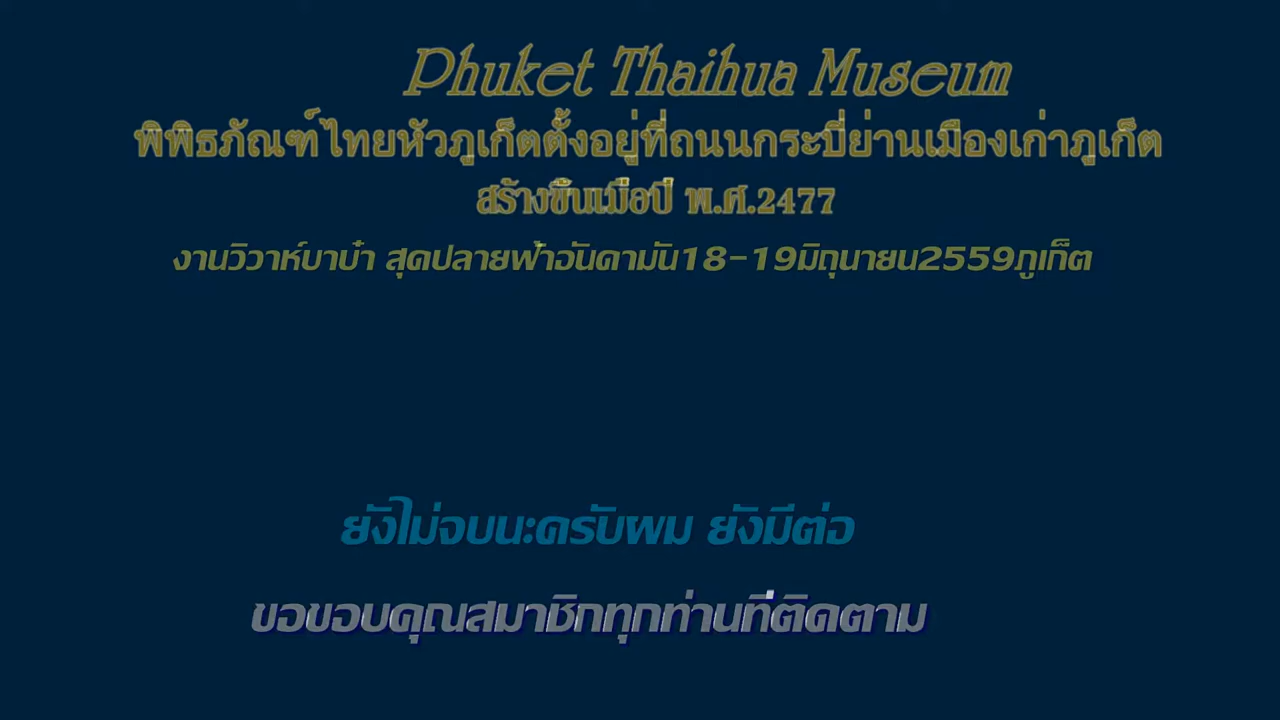 Phuket Thaihua Museum
พิพิธภัณฑ์ไทยหัวภูเก็ตตั้งอยู่ที่ถนนกระบี่ย่านเมืองเก่าภูเก็ต
สร้างขึ้นเมื่อปี พ.ศ.2477
งานวิวาห์บาบ๋า สุดปลายฟ้าอันดามัน18-19มิถุนายน2559ภูเก็ต
ยังไม่จบนะครับผม ยังมีต่อ
ขอขอบคุณสมาชิกทุกท่านที่ติดตาม